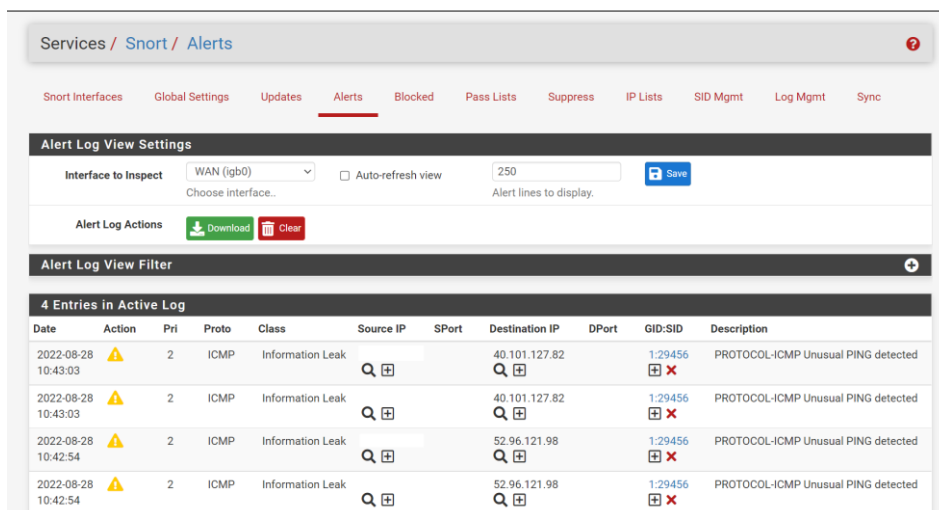 Services / Snort / Alerts
Snort Interfaces Global Settings Updates Alerts Blocked Pass Lists Suppress IP Lists SID Mgmt Log Mgmt Sync
Alert Log View Settings
Interface to Inspect WAN (igb0) Auto-refresh view 250 Save
Choose interface.. Alert lines to display.
Alert Log Actions Download Clear
Alert Log View Filter
4 Entries in Active Log
Date Action Pri Proto Class Source IP SPort Destination IP DPort GID:SID Description
2022-08-28 2 ICMP Information Leak 40.101.127.82 1:29456 PROTOCOL-ICMP Unusual PING detected
10:43:03
2022-08-28 2 ICMP Information Leak 40.101.127.82 1:29456 PROTOCOL-ICMP Unusual PING detected
10:43:03
2022-08-28 2 ICMP Information Leak 52.96.121.98 1:29456 PROTOCOL-ICMP Unusual PING detected
10:42:54
2022-08-28 2 ICMP Information Leak 52.96.121.98 1:29456 PROTOCOL-ICMP Unusual PING detected
10:42:54